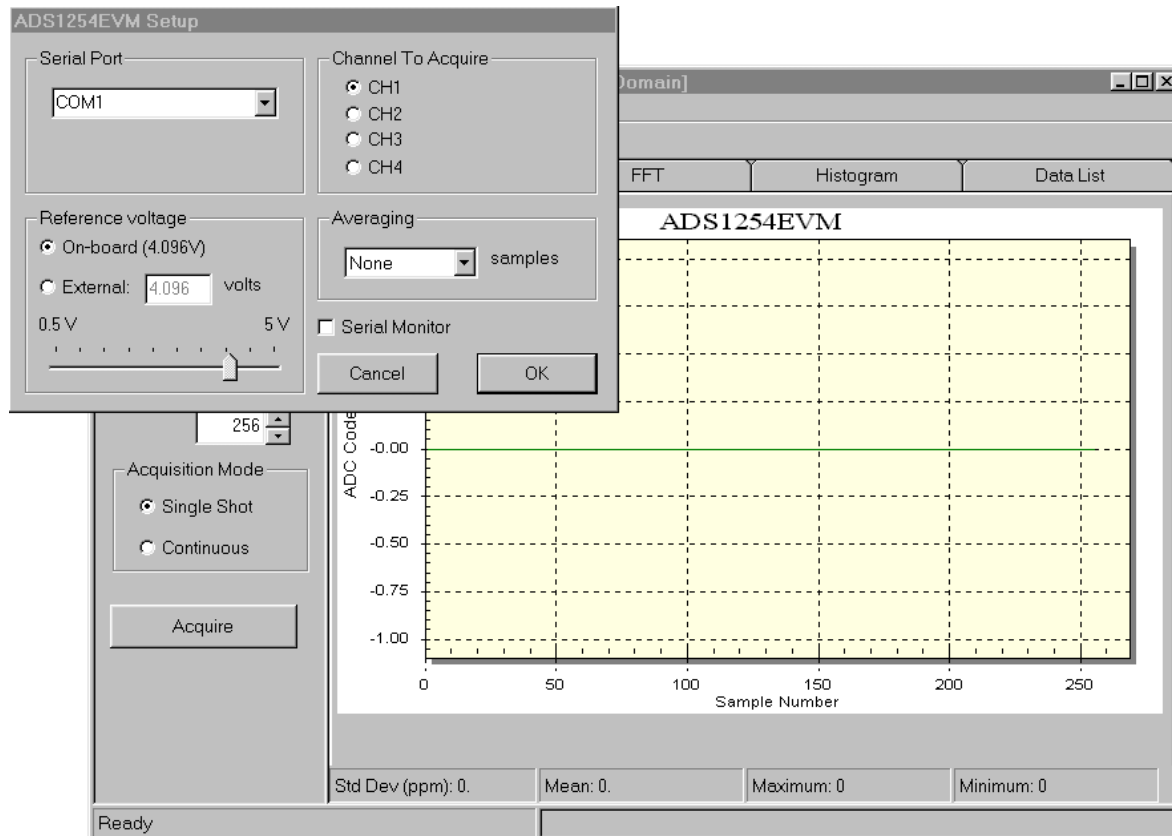 ADS1254EVM Setup
Serial Port
COM1
Channel To Acquire
CH1
CH2
CH3
CH4
Reference voltage
On-board (4.096V)
External: 4.096 volts
0.5 V 5 V
Averaging
None samples
Serial Monitor
Cancel OK
Domain]
FFT Histogram Data List
ADS1254EVM
256
Acquisition Mode
Single Shot
Continuous
Acquire
ADC Code
-0.00
-0.25
-0.50
-0.75
-1.00
0 50 100 150 200 250
Sample Number
Std Dev (ppm): 0. Mean: 0. Maximum: 0 Minimum: 0
Ready